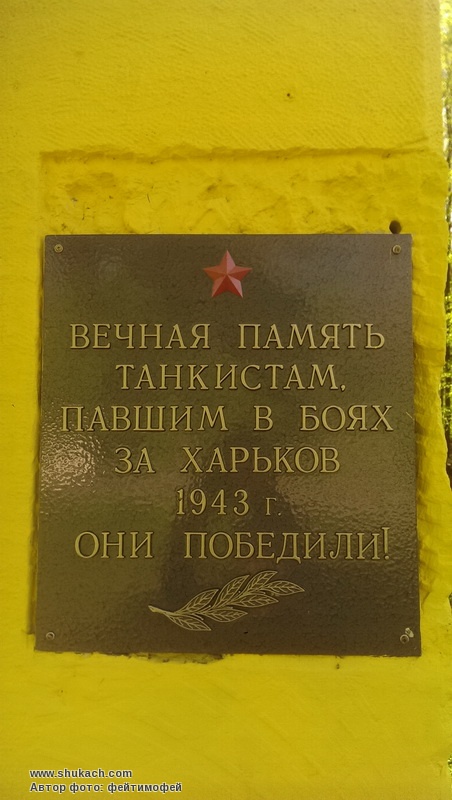 ВЕЧНАЯ ПАМЯТЬ
ТАНКИСТАМ,
ПАВШИМ В БОЯХ
ЗА ХАРЬКОВ
1943 г.
ОНИ ПОБЕДИЛИ!
www.shukach.com
Автор фото: фейтимофей